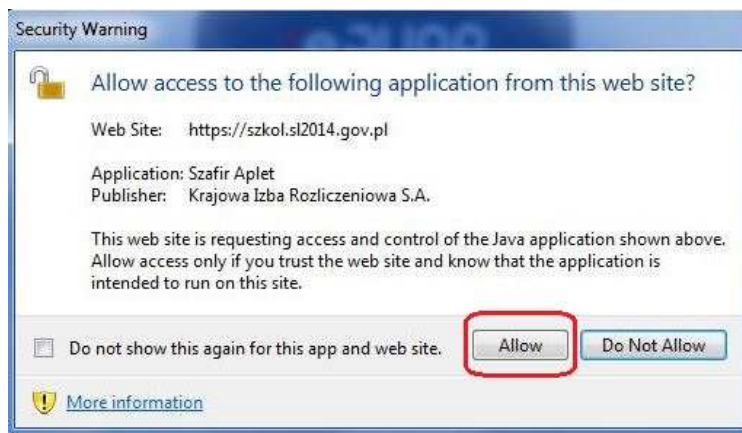 Security Warning
Allow access to the following application from this web site?
Web Site: https://szkol.sl2014.gov.pl
Application: Szafir Aplet
Publisher: Krajowa Izba Rozliczeniowa S.A.
This web site is requesting access and control of the Java application shown above.
Allow access only if you trust the web site and know that the application is
intended to run on this site.
Do not show this again for this app and web site.
Allow
Do Not Allow
More information